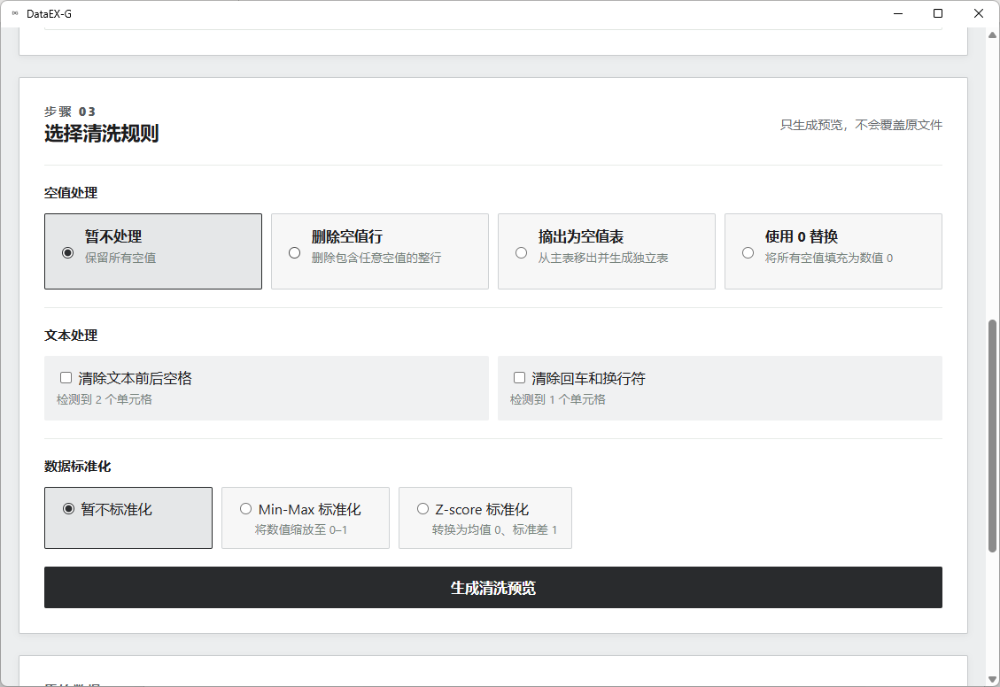 DataEX-G
步骤 03
选择清洗规则
只生成预览，不会覆盖原文件
空值处理
暂不处理
保留所有空值
删除空值行
删除包含任意空值的整行
摘出为空值表
从主表移出并生成独立表
使用 0 替换
将所有空值填充为数值 0
文本处理
清除文本前后空格
检测到 2 个单元格
清除回车和换行符
检测到 1 个单元格
数据标准化
暂不标准化
Min-Max 标准化
将数值缩放至 0–1
Z-score 标准化
转换为均值 0、标准差 1
生成清洗预览